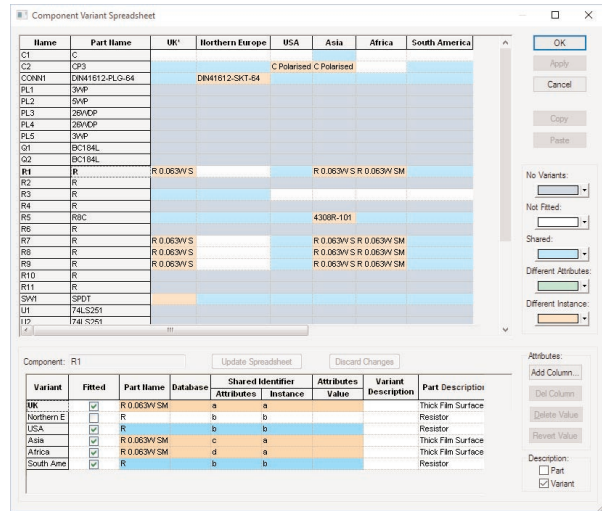 Component Variant Spreadsheet
Name Part Name UK' Northern Europe USA Asia Africa South America
C1 C
C2 CP3 C Polarised C Polarised
CONN1 DIN41612-PLG-64 DIN41612-SKT-64
PL1 3WP
PL2 5WP
PL3 26WDP
PL4 26WDP
PL5 3WP
Q1 BC184L
Q2 BC184L
R1 R R 0.063W S R 0.063W S R 0.063W SM
R2 R
R3 R
R4 R
R5 R8C 4308R-101
R6 R
R7 R R 0.063W S R 0.063W S R 0.063W SM
R8 R R 0.063W S R 0.063W S R 0.063W SM
R9 R R 0.063W S R 0.063W S R 0.063W SM
R10 R
R11 R
SW1 SPDT
U1 74LS251
U2 74LS251
OK
Apply
Cancel
Copy
Paste
No Variants:
Not Fitted:
Shared:
Different Attributes:
Different Instance:
Component: R1 Update Spreadsheet Discard Changes
Variant Fitted Part Name Database Shared Identifier Attributes Variant Description Part Description
Attributes Instance Value
UK R 0.063W SM a a Thick Film Surface
Northern E R b b Resistor
USA R b b Resistor
Asia R 0.063W SM c a Thick Film Surface
Africa R 0.063W SM d a Thick Film Surface
South Ame R b b Resistor
Attributes:
Add Column...
Del Column
Delete Value
Revert Value
Description:
Part
Variant